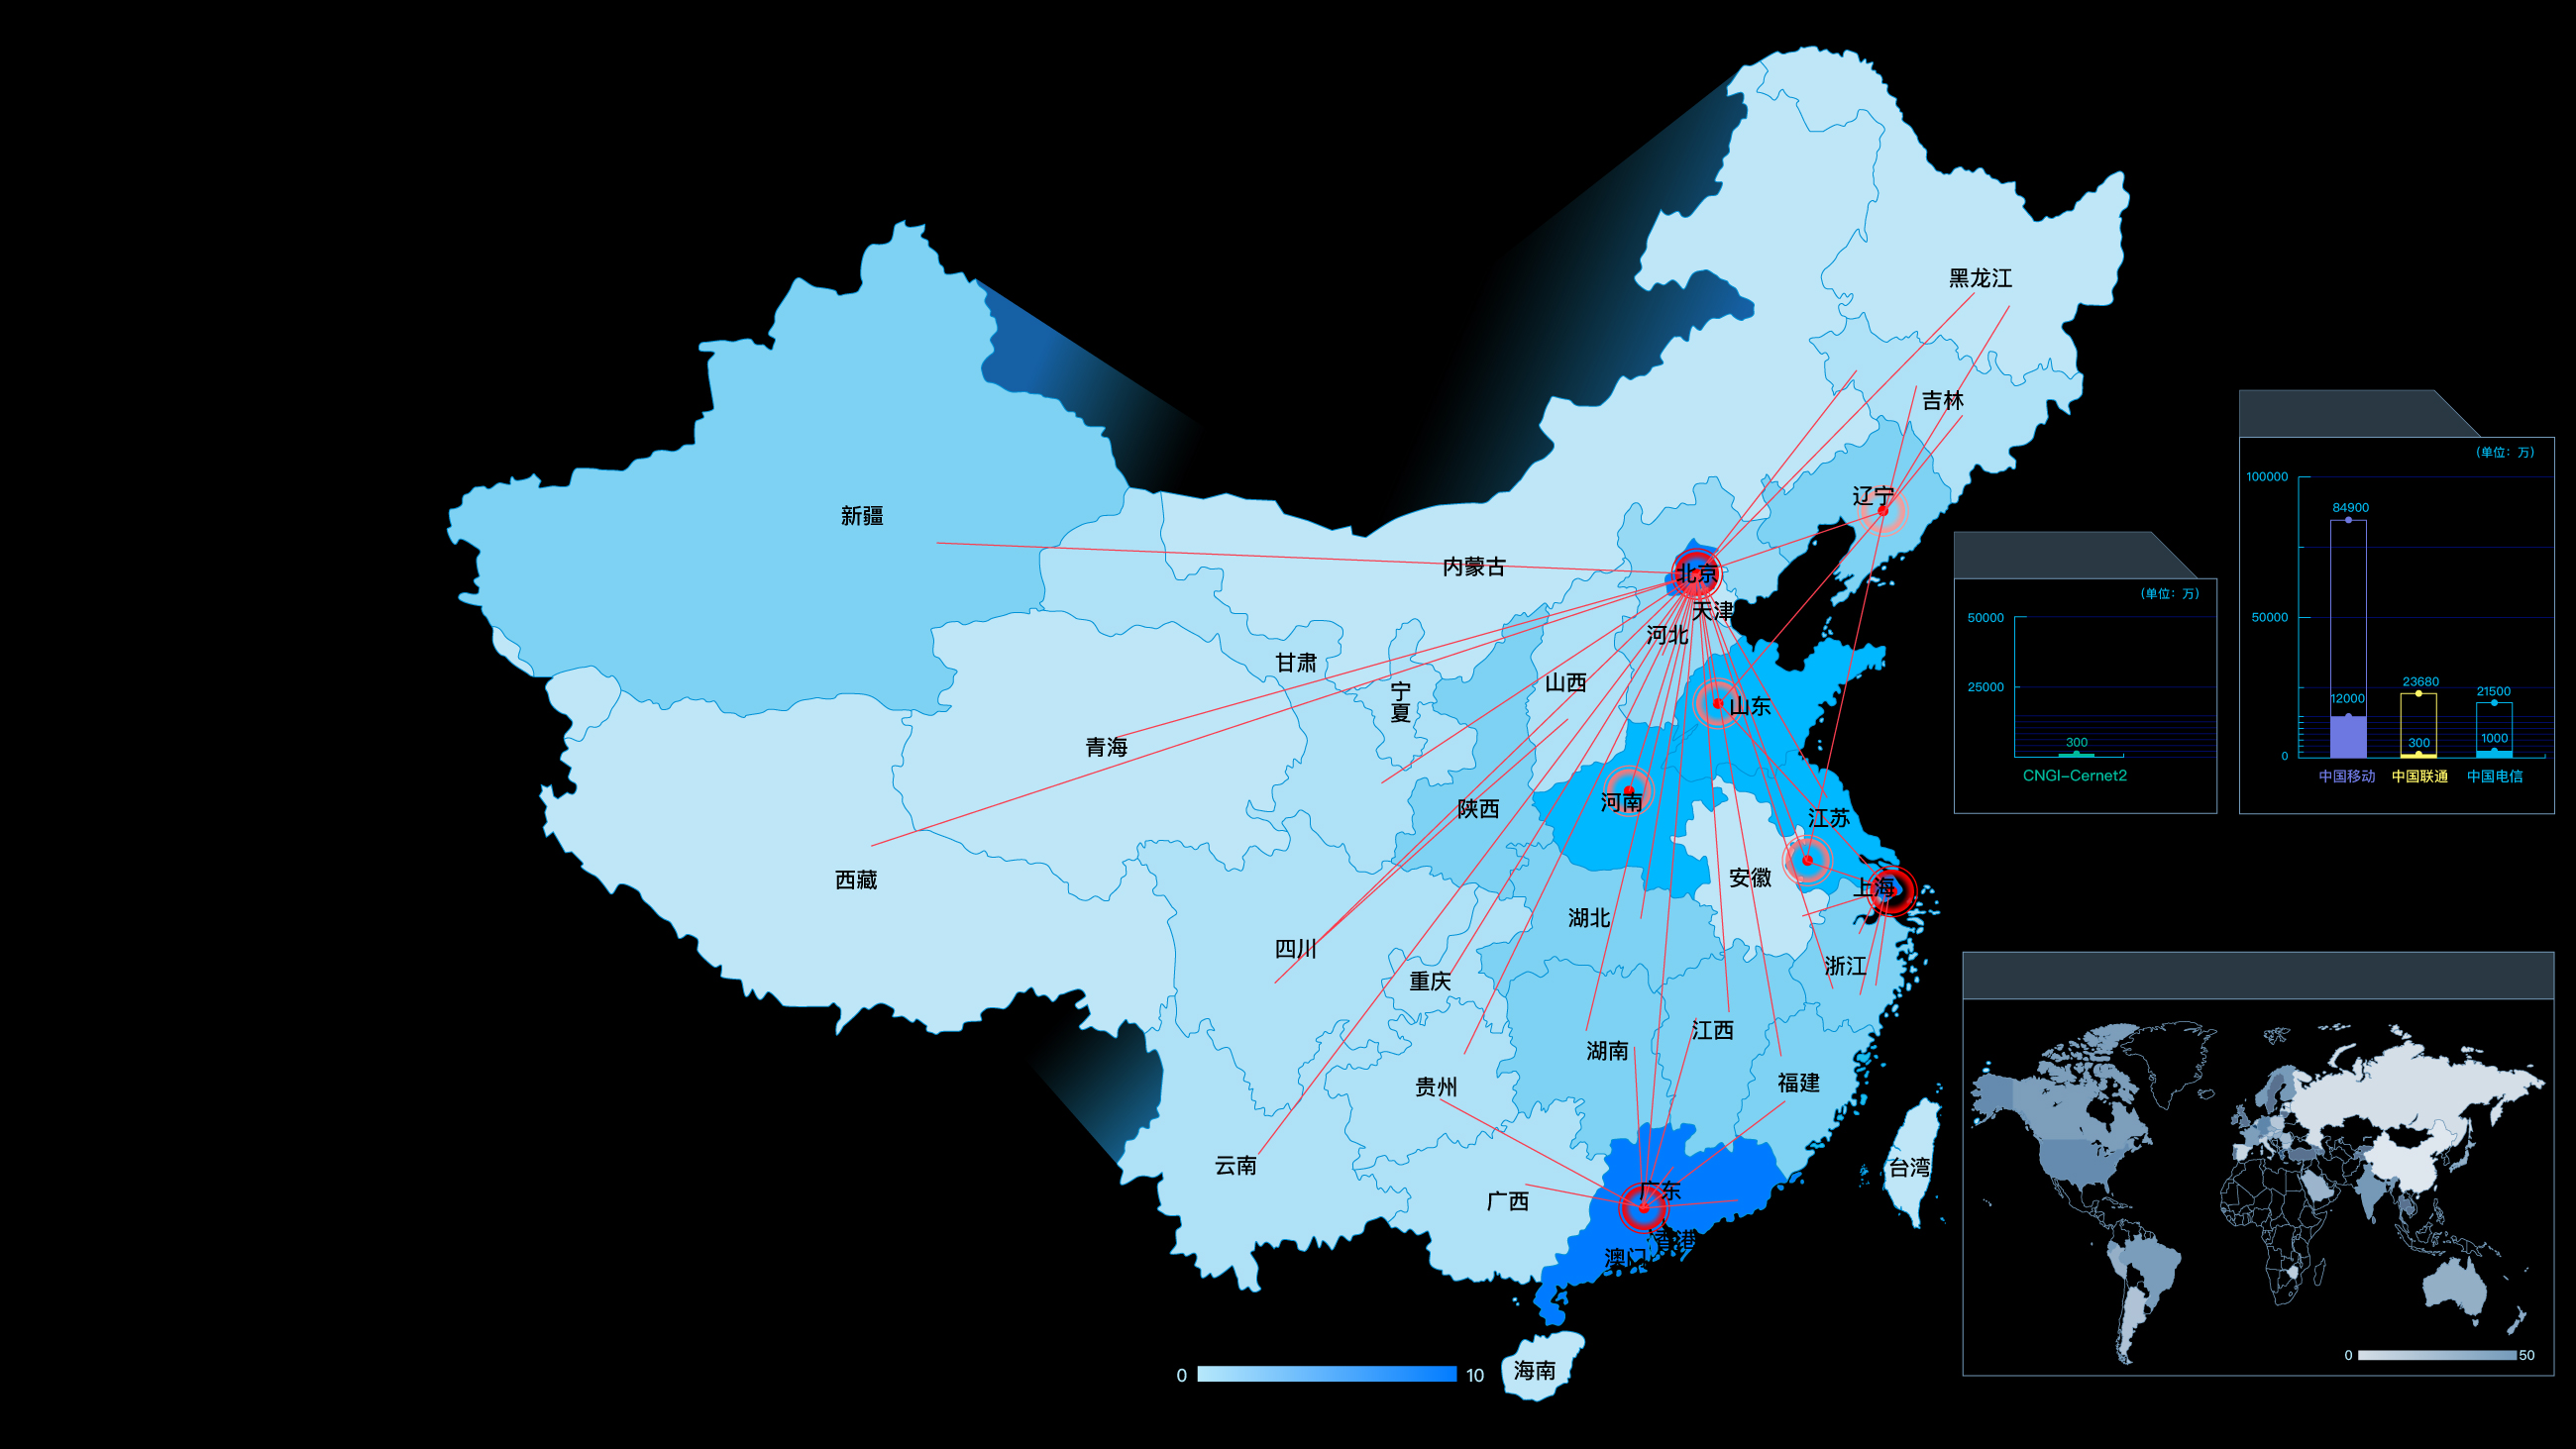 黑龙江
吉林
辽宁
新疆
内蒙古
北京
天津
河北
甘肃
山西
宁夏
山东
青海
河南
陕西
江苏
西藏
安徽
上海
湖北
四川
浙江
重庆
江西
湖南
福建
贵州
云南
台湾
广西
广东
香港
澳门
海南
0
10
(单位：万)
50000
25000
300
CNGI-Cernet2
(单位：万)
100000
84900
50000
23680
12000
21500
300
1000
0
中国移动
中国联通
中国电信
0
50